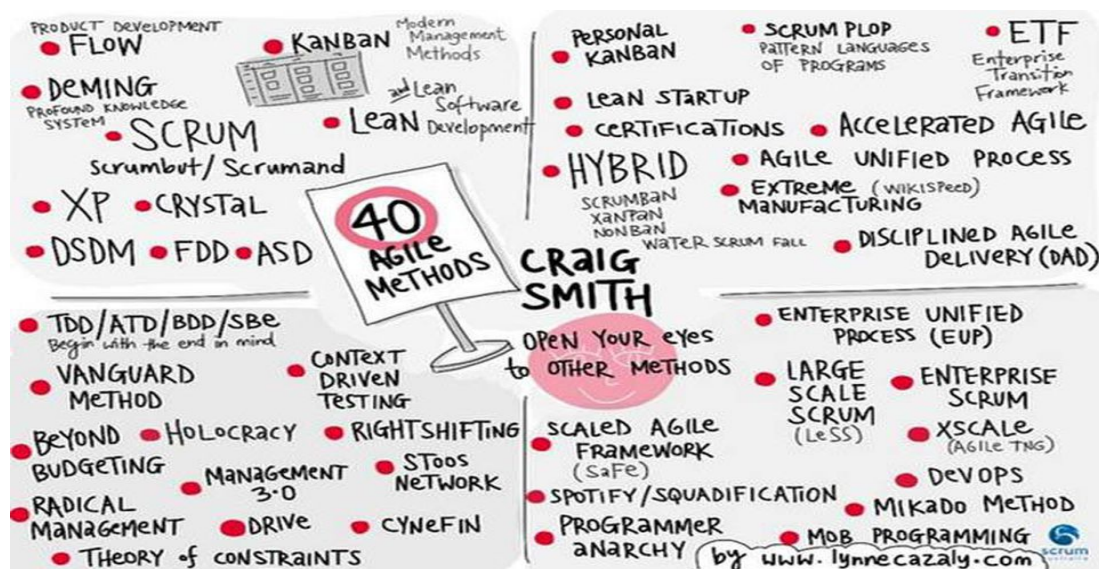 PRODUCT DEVELOPMENT
FLOW
KANBAN
Modern
Management
Methods
DEMING
PROFOUND KNOWLEDGE
SYSTEM
and Lean
Software
LEAN Development
SCRUM
Scrumbut/Scrumand
XP
CRYSTAL
DSDM
FDD
ASD
40
AGILE
METHODS
PERSONAL
KANBAN
SCRUM PLOP
PATTERN LANGUAGES
OF PROGRAMS
ETF
Enterprise
Transition
Framework
LEAN STARTUP
CERTIFICATIONS
ACCELERATED AGILE
HYBRID
SCRUMBAN
XANPAN
NONBAN
WATER SCRUM FALL
AGILE UNIFIED PROCESS
EXTREME (WIKISPEED)
MANUFACTURING
DISCIPLINED AGILE
DELIVERY (DAD)
CRAIG
SMITH
OPEN YOUR eyes
to OTHER METHODS
TDD/ATD/BDD/SBE
Begin with the end in mind
VANGUARD
METHOD
CONTEXT
DRIVEN
TESTING
BEYOND
BUDGETING
HOLOCRACY
RIGHTSHIFTING
MANAGEMENT
3.0
STOOS
NETWORK
RADICAL
MANAGEMENT
DRIVE
CYNEFIN
THEORY of CONSTRAINTS
ENTERPRISE UNIFIED
PROCESS (EUP)
LARGE
SCALE
SCRUM
(LeSS)
ENTERPRISE
SCRUM
XSCALE
(AGILE TNG)
SCALED AGILE
FRAMEWORK
(SaFe)
DEVOPS
SPOTIFY/SQUADIFICATION
MIKADO METHOD
PROGRAMMER
ANARCHY
MOB PROGRAMMING
by www.lynnecazaly.com
scrum